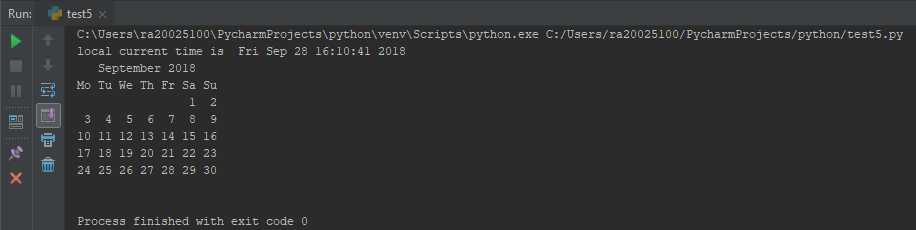 Run: test5
C:\Users\ra20025100\PycharmProjects\python\venv\Scripts\python.exe C:/Users/ra20025100/PycharmProjects/python/test5.py
local current time is  Fri Sep 28 16:10:41 2018
   September 2018
Mo Tu We Th Fr Sa Su
                1  2
 3  4  5  6  7  8  9
10 11 12 13 14 15 16
17 18 19 20 21 22 23
24 25 26 27 28 29 30
Process finished with exit code 0